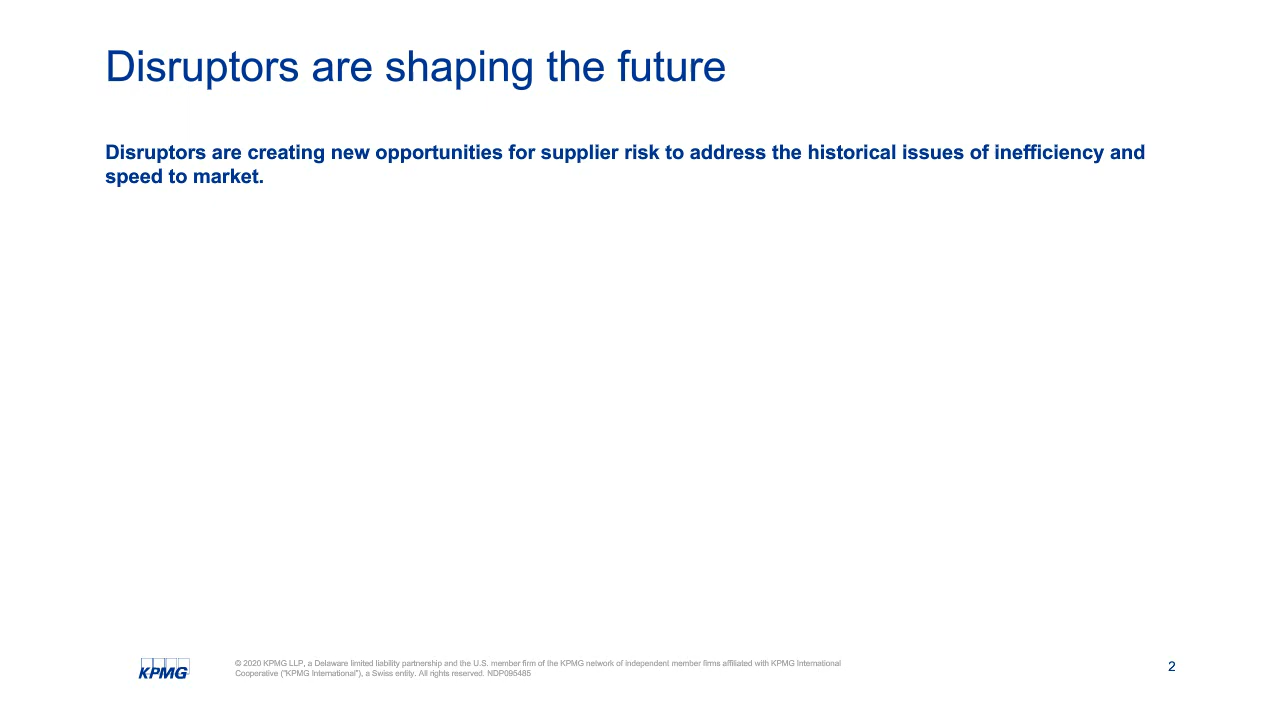 Disruptors are shaping the future
Disruptors are creating new opportunities for supplier risk to address the historical issues of inefficiency and
speed to market.
KPMG
© 2020 KPMG LLP, a Delaware limited liability partnership and the U.S. member firm of the KPMG network of independent member firms affiliated with KPMG International
Cooperative ("KPMG International"), a Swiss entity. All rights reserved. NDP095485
2